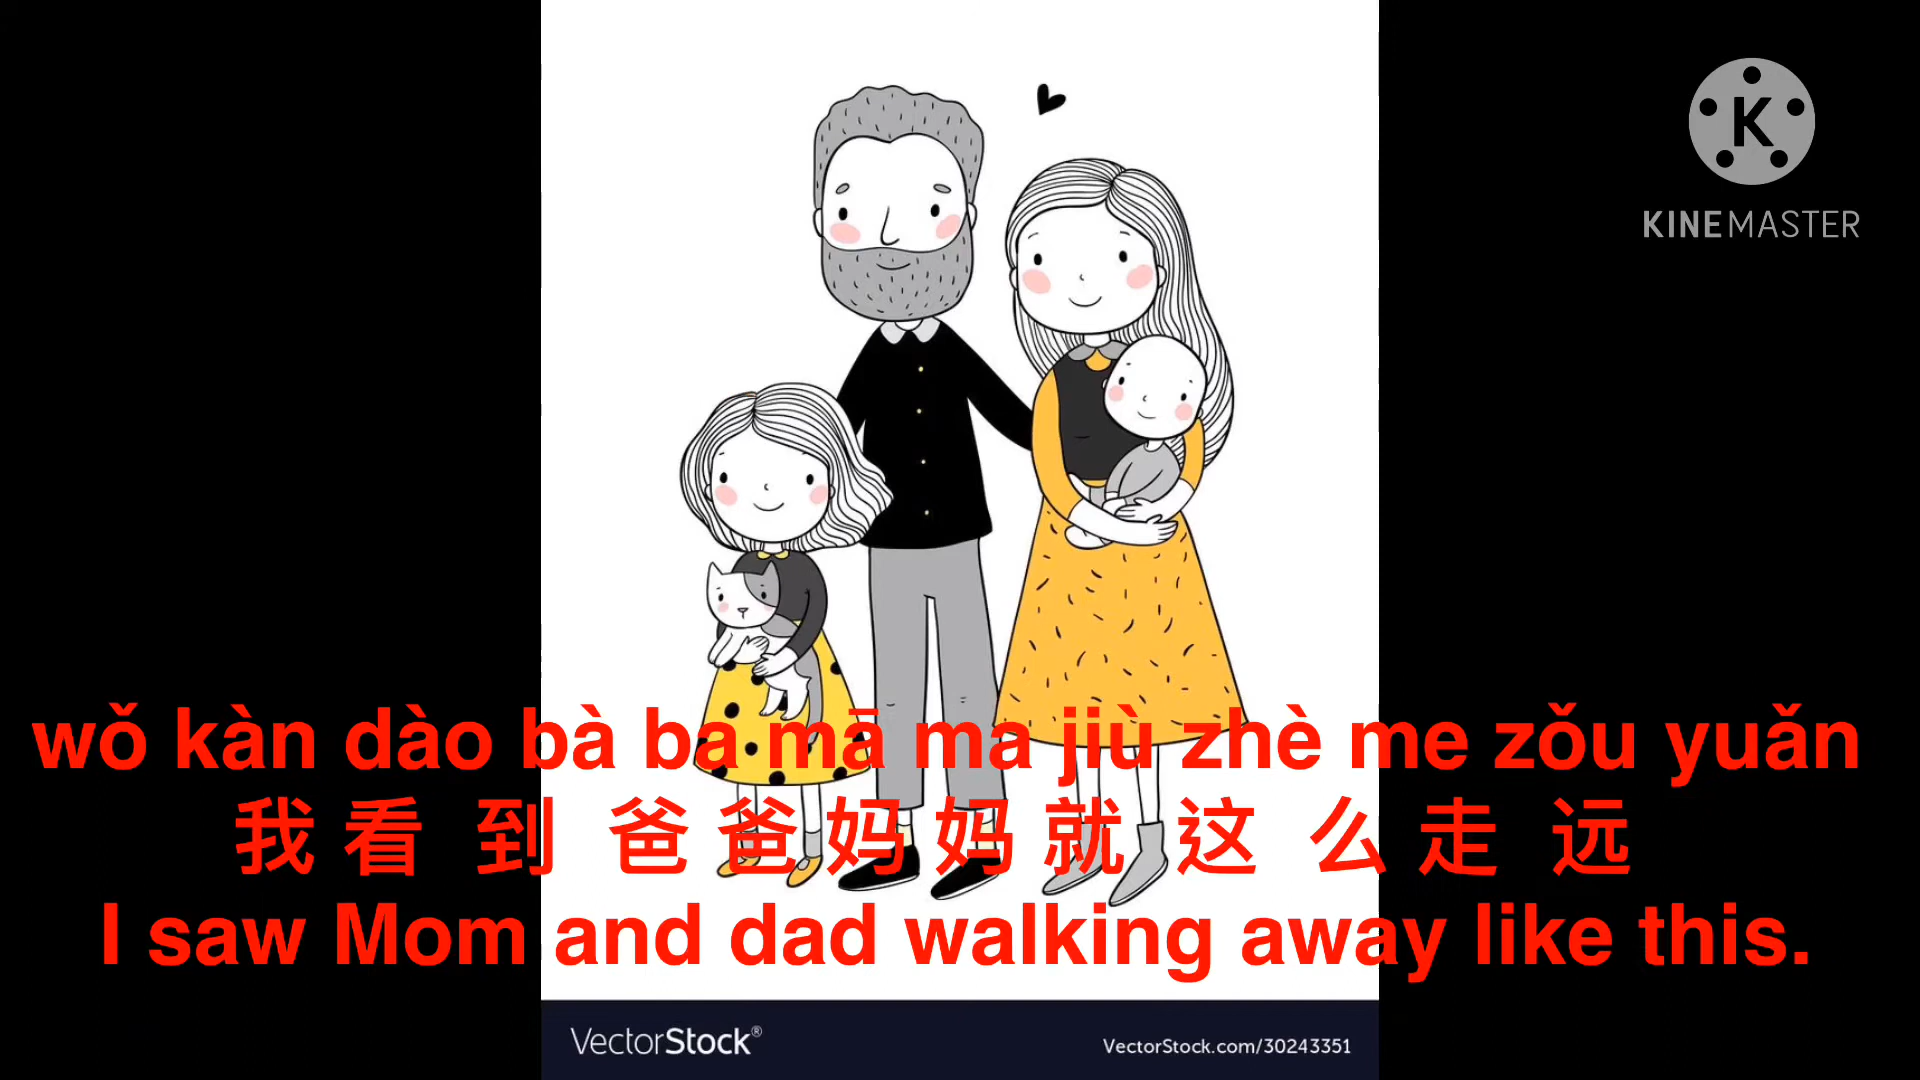 K
KINEMASTER
wǒ kàn dào bà ba mā ma jiù zhè me zǒu yuǎn
我看 到 爸爸妈妈就 这 么走 远
I saw Mom and dad walking away like this.
VectorStock®
VectorStock.com/30243351